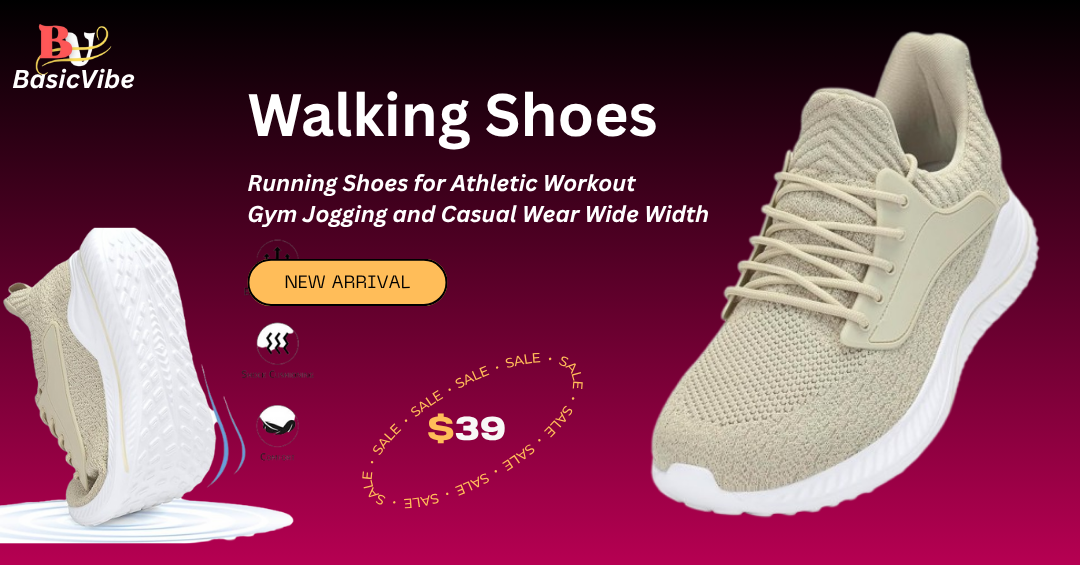 BV
BasicVibe
Walking Shoes
Running Shoes for Athletic Workout
Gym Jogging and Casual Wear Wide Width
NEW ARRIVAL
SALE · SALE · SALE · SALE · SALE · SALE · SALE · SALE · SALE · SALE · SALE ·
$39